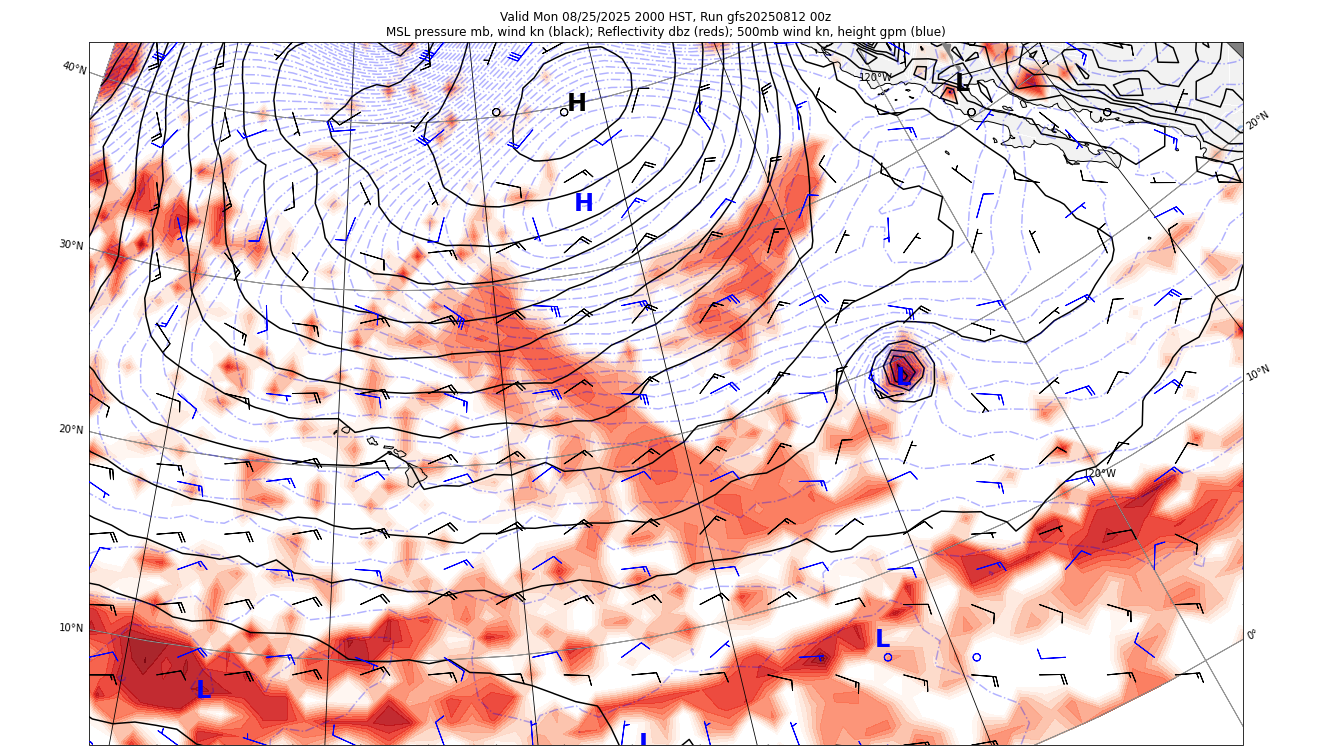 Valid Mon 08/25/2025 2000 HST, Run gfs20250812 00z
MSL pressure mb, wind kn (black); Reflectivity dbz (reds); 500mb wind kn, height gpm (blue)
40°N
120°W
L
H
20°N
H
30°N
L
10°N
20°N
120°W
10°N
0°
L
L
L